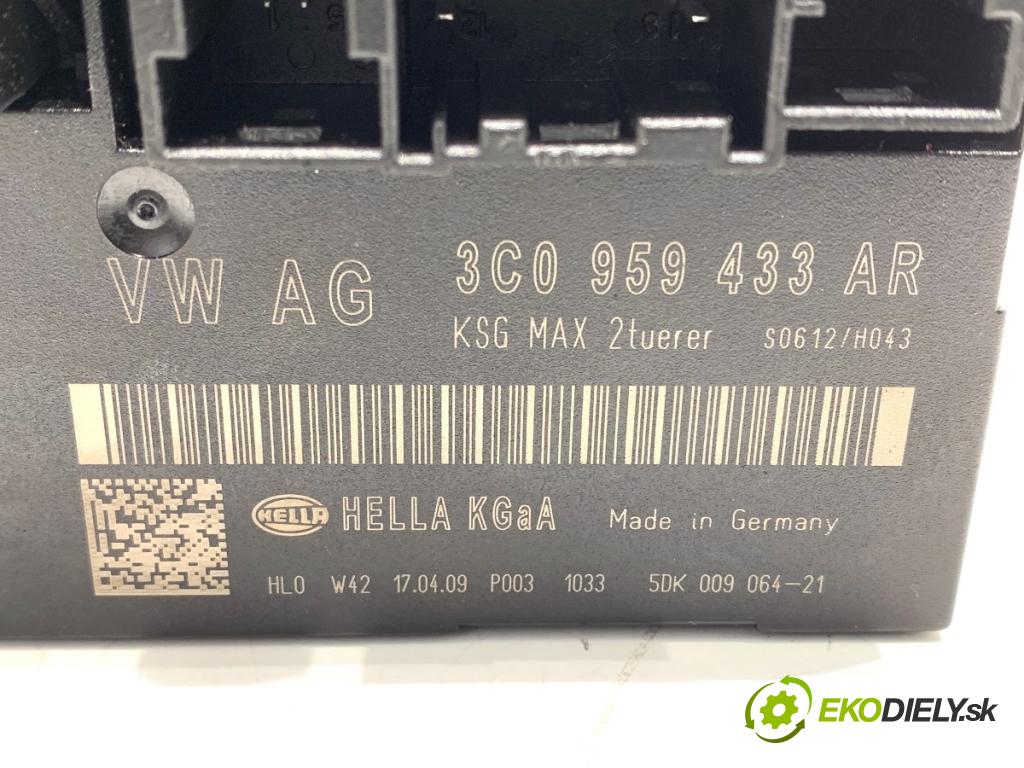 VW AG 3C0 959 433 AR
KSG MAX 2tuerer S0612/H043
HELLA HELLA KGaA Made in Germany
HLO W42 17.04.09 P003 1033 5DK 009 064-21
EKODIELY.sk